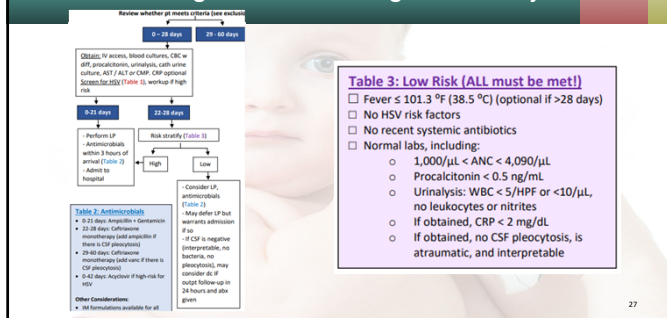 Review whether pt meets criteria (see exclusio
0 – 28 days
29 - 60 days
Obtain: IV access, blood cultures, CBC w
diff, procalcitonin, urinalysis, cath urine
culture, AST / ALT or CMP. CRP optional
Screen for HSV (Table 1), workup if high
risk
0-21 days
22-28 days
- Perform LP
- Antimicrobials
within 3 hours of
arrival (Table 2)
- Admit to
hospital
Risk stratify (Table 3)
High
Low
- Consider LP,
antimicrobials
(Table 2)
- May defer LP but
warrants admission
if so
- If CSF is negative
(interpretable, no
bacteria, no
pleocytosis), may
consider dc if
outpt follow-up in
24 hours and abx
given
Table 2: Antimicrobials
• 0-21 days: Ampicillin + Gentamicin
• 22-28 days: Ceftriaxone
monotherapy (add ampicillin if
there is CSF pleocytosis)
• 29-60 days: Ceftriaxone
monotherapy (add vanc if there is
CSF pleocytosis)
• 0-42 days: Acyclovir if high-risk for
HSV
Other Considerations:
• IM formulations available for all
Table 3: Low Risk (ALL must be met!)
☐ Fever ≤ 101.3 °F (38.5 °C) (optional if >28 days)
☐ No HSV risk factors
☐ No recent systemic antibiotics
☐ Normal labs, including:
o 1,000/µL < ANC < 4,090/µL
o Procalcitonin < 0.5 ng/mL
o Urinalysis: WBC < 5/HPF or <10/µL,
no leukocytes or nitrites
o If obtained, CRP < 2 mg/dL
o If obtained, no CSF pleocytosis, is
atraumatic, and interpretable
27